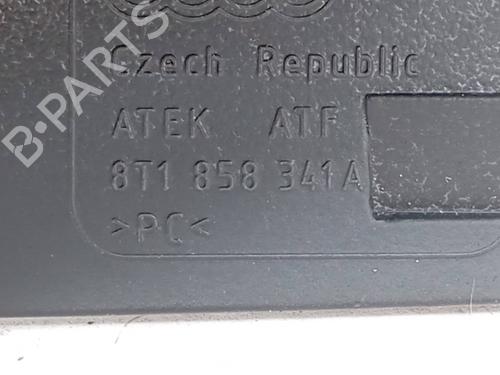 Czech Republic
ATEK ATF
8T1 858 341A
>PC<
B-PARTS